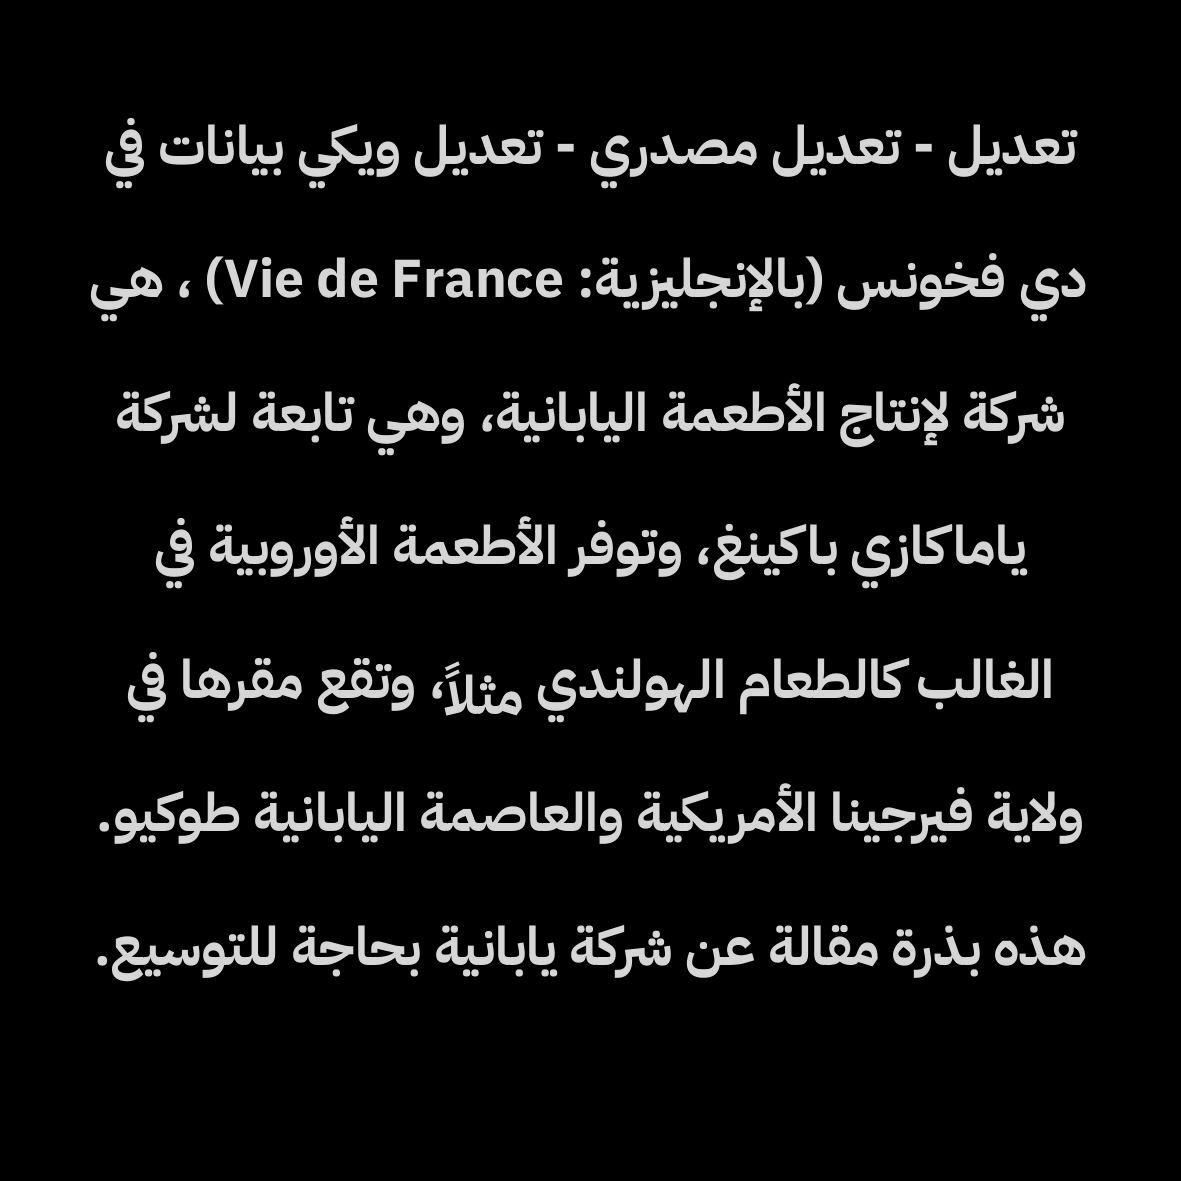 تعديل - تعديل مصدري - تعديل ويكي بيانات في
دي فخونس (بالإنجليزية: Vie de France) ، هي
شركة لإنتاج الأطعمة اليابانية، وهي تابعة لشركة
ياماكازي باكينغ، وتوفر الأطعمة الأوروبية في
الغالب كالطعام الهولندي مثلاً، وتقع مقرها في
ولاية فيرجينا الأمريكية والعاصمة اليابانية طوكيو.
هذه بذرة مقالة عن شركة يابانية بحاجة للتوسيع.